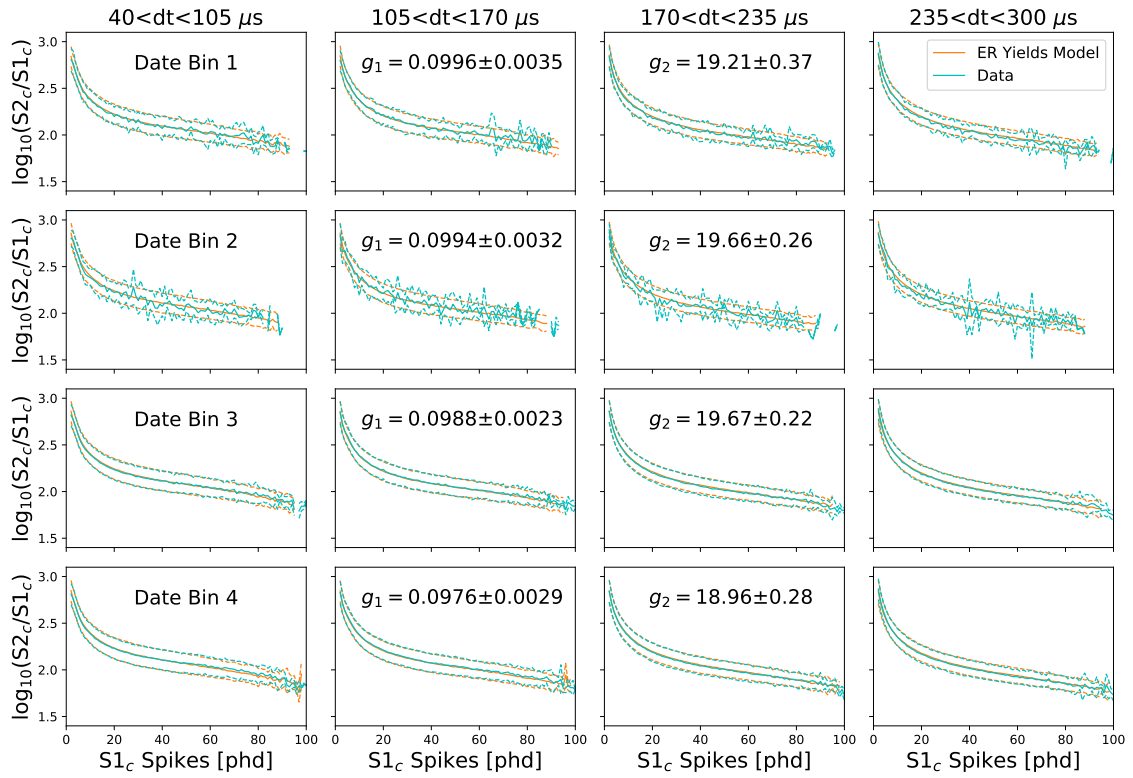 40<dt<105 μs 105<dt<170 μs 170<dt<235 μs 235<dt<300 μs
log₁₀(S2c/S1c)
3.0
2.5
2.0
1.5
Date Bin 1
g₁ = 0.0996±0.0035
g₂ = 19.21±0.37
ER Yields Model
Data
log₁₀(S2c/S1c)
3.0
2.5
2.0
1.5
Date Bin 2
g₁ = 0.0994±0.0032
g₂ = 19.66±0.26
log₁₀(S2c/S1c)
3.0
2.5
2.0
1.5
Date Bin 3
g₁ = 0.0988±0.0023
g₂ = 19.67±0.22
log₁₀(S2c/S1c)
3.0
2.5
2.0
1.5
Date Bin 4
g₁ = 0.0976±0.0029
g₂ = 18.96±0.28
0 20 40 60 80 100 0 20 40 60 80 100 0 20 40 60 80 100 0 20 40 60 80 100
S1c Spikes [phd] S1c Spikes [phd] S1c Spikes [phd] S1c Spikes [phd]